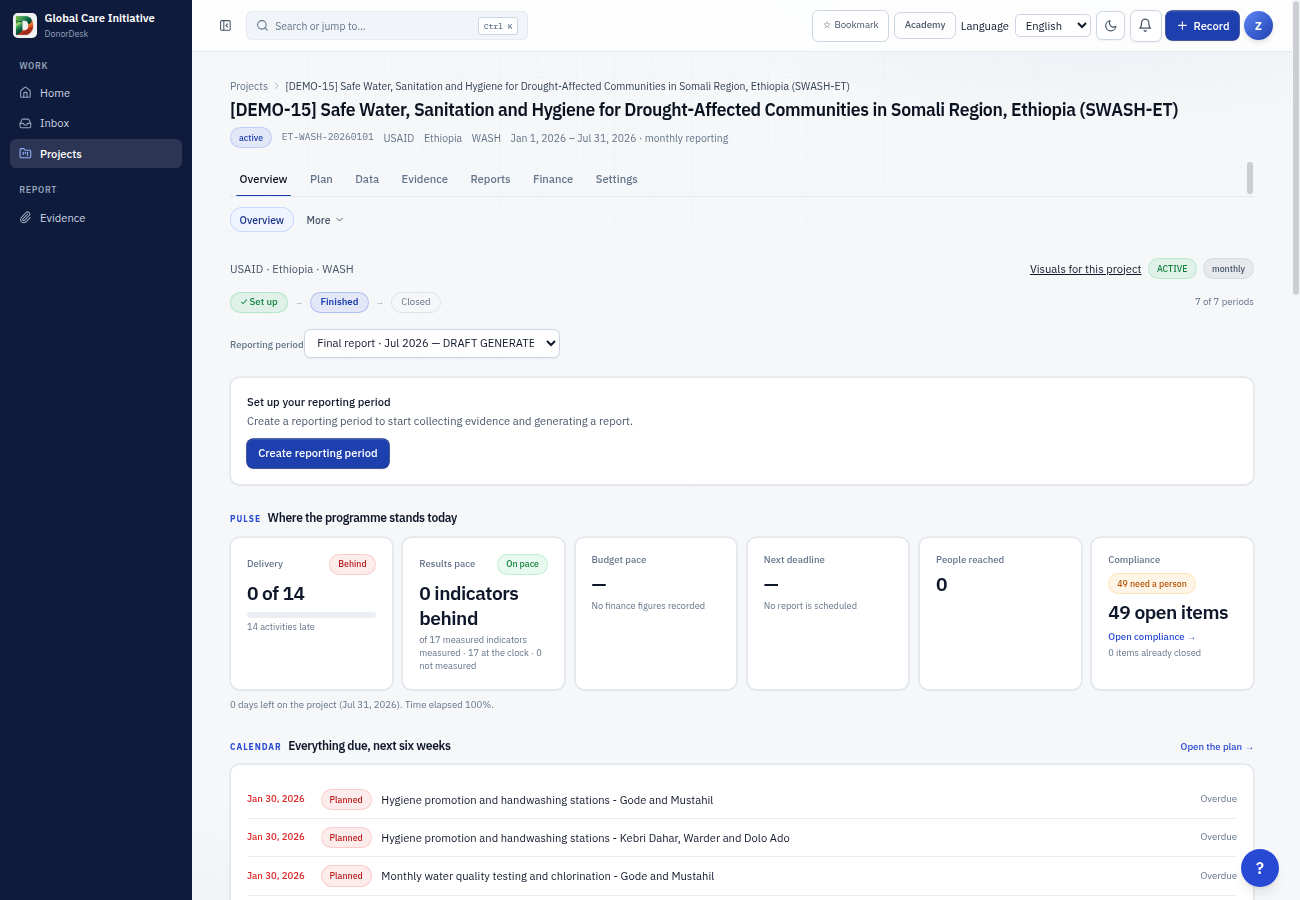 Global Care Initiative
DonorDesk
WORK
Home
Inbox
Projects
REPORT
Evidence
Search or jump to...
Ctrl K
☆ Bookmark
Academy
Language
English
+ Record
Z
Projects > [DEMO-15] Safe Water, Sanitation and Hygiene for Drought-Affected Communities in Somali Region, Ethiopia (SWASH-ET)
[DEMO-15] Safe Water, Sanitation and Hygiene for Drought-Affected Communities in Somali Region, Ethiopia (SWASH-ET)
active ET-WASH-20260101 USAID Ethiopia WASH Jan 1, 2026 – Jul 31, 2026 · monthly reporting
Overview Plan Data Evidence Reports Finance Settings
Overview More
USAID · Ethiopia · WASH
Visuals for this project ACTIVE monthly
✓ Set up → Finished → Closed
7 of 7 periods
Reporting period Final report · Jul 2026 — DRAFT GENERATE
Set up your reporting period
Create a reporting period to start collecting evidence and generating a report.
Create reporting period
PULSE Where the programme stands today
Delivery Behind
0 of 14
14 activities late
Results pace On pace
0 indicators
behind
of 17 measured indicators
measured · 17 at the clock · 0
not measured
Budget pace
—
No finance figures recorded
Next deadline
—
No report is scheduled
People reached
0
Compliance
49 need a person
49 open items
Open compliance →
0 items already closed
0 days left on the project (Jul 31, 2026). Time elapsed 100%.
CALENDAR Everything due, next six weeks
Open the plan →
Jan 30, 2026 Planned Hygiene promotion and handwashing stations - Gode and Mustahil Overdue
Jan 30, 2026 Planned Hygiene promotion and handwashing stations - Kebri Dahar, Warder and Dolo Ado Overdue
Jan 30, 2026 Planned Monthly water quality testing and chlorination - Gode and Mustahil Overdue
?